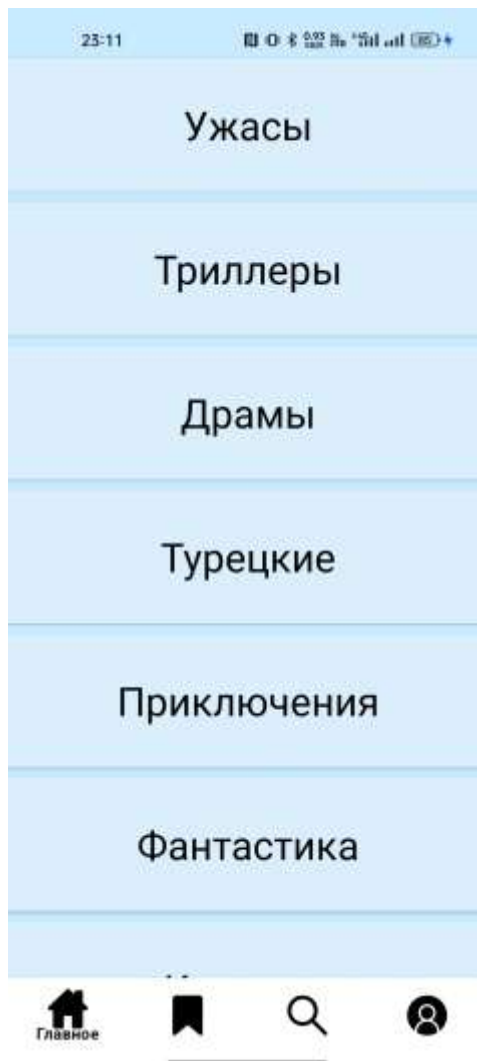 23:11
Ужасы
Триллеры
Драмы
Турецкие
Приключения
Фантастика
Главное